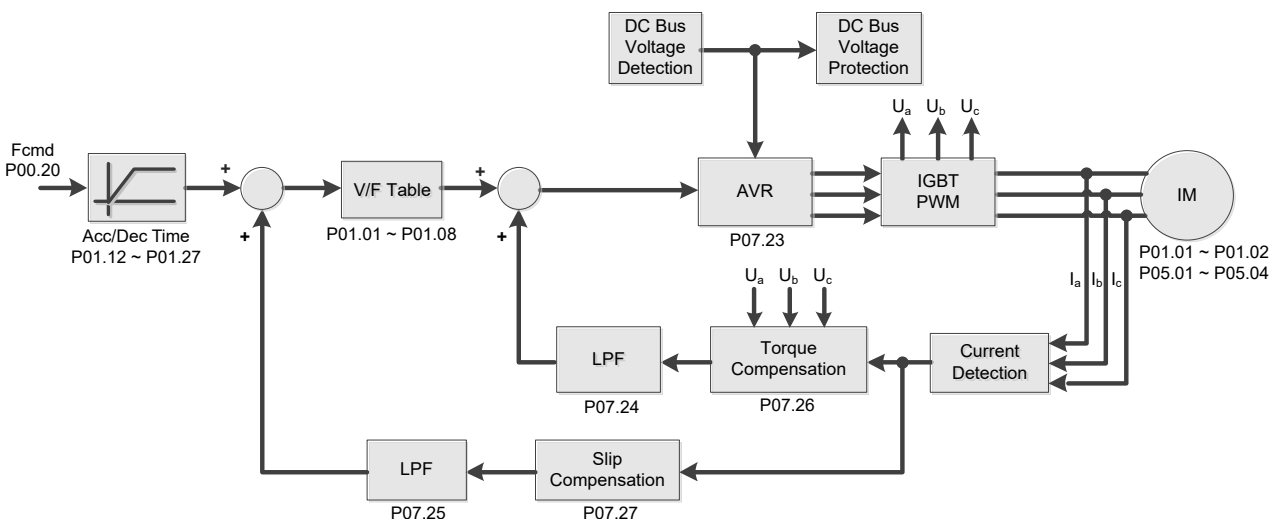 DC Bus
Voltage
Detection
DC Bus
Voltage
Protection
Ua Ub Uc
Fcmd
P00.20
+
+
V/F Table
AVR
IGBT
PWM
IM
+
+
Acc/Dec Time
P01.12 ~ P01.27
P01.01 ~ P01.08
P07.23
P01.01 ~ P01.02
P05.01 ~ P05.04
Ua Ub Uc
Ia Ib Ic
LPF
Torque
Compensation
Current
Detection
P07.24
P07.26
LPF
Slip
Compensation
P07.25
P07.27